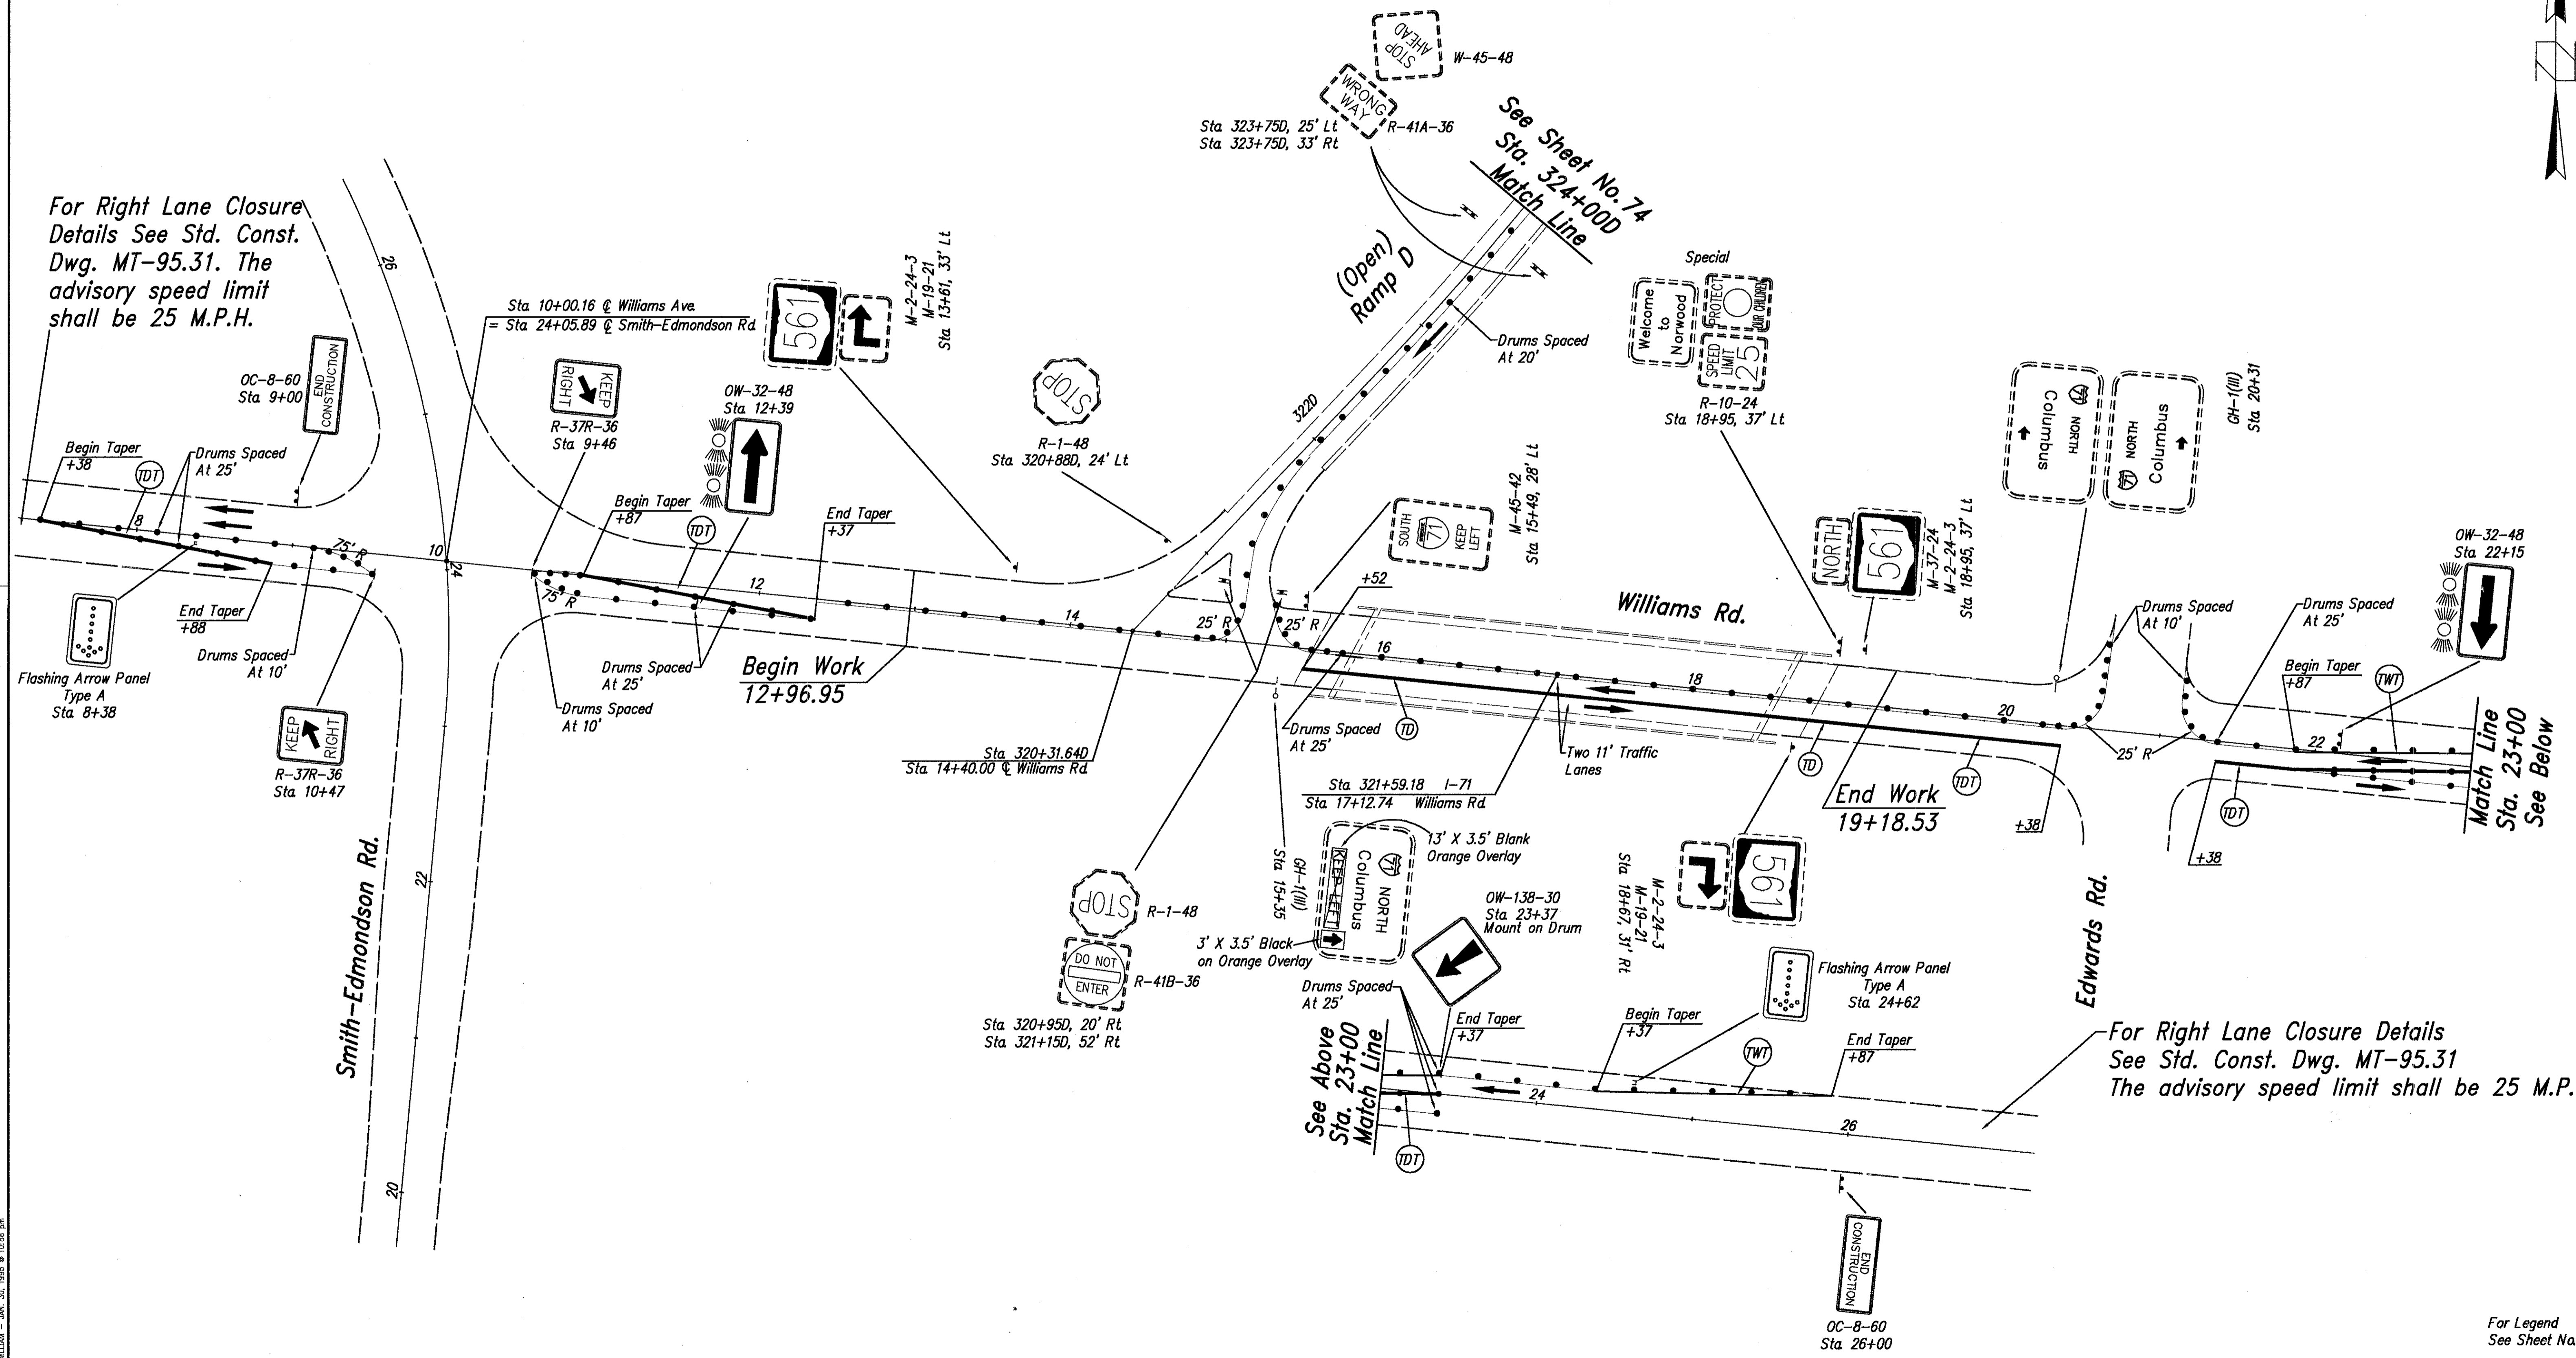 W-45-48
STOP
AHEAD
WRONG
WAY
R-41A-36
Sta 323+75D, 25' Lt
Sta 323+75D, 33' Rt
See Sheet No. 74
Sta. 324+00D
Match Line
(Open)
Ramp D
Drums Spaced
At 20'
322D
For Right Lane Closure
Details See Std. Const.
Dwg. MT-95.31. The
advisory speed limit
shall be 25 M.P.H.
26
Sta 10+00.16 ℄ Williams Ave.
= Sta 24+05.89 ℄ Smith-Edmondson Rd
561
M-2-24-3
M-19-21
Sta 13+61, 33' Lt
OC-8-60
Sta 9+00
END
CONSTRUCTION
KEEP
RIGHT
R-37R-36
Sta 9+46
OW-32-48
Sta 12+39
STOP
R-1-48
Sta 320+88D, 24' Lt
Special
Welcome
to
Norwood
PROTECT
OUR CHILDREN
SPEED
LIMIT
25
R-10-24
Sta 18+95, 37' Lt
71 NORTH
Columbus
71 NORTH
Columbus
GH-1(III)
Sta 20+31
Begin Taper
+38
TDT
Drums Spaced
At 25'
8
75' R
10
24
End Taper
+88
Drums Spaced
At 10'
Flashing Arrow Panel
Type A
Sta 8+38
KEEP
RIGHT
R-37R-36
Sta 10+47
Begin Taper
+87
TDT
End Taper
+37
75' R
12
Drums Spaced
At 25'
Drums Spaced
At 10'
Begin Work
12+96.95
14
25' R
25' R
SOUTH
71
KEEP
LEFT
M-45-42
Sta 15+49, 28' Lt
+52
16
Williams Rd.
18
NORTH
561
M-37-24
M-2-24-3
Sta 18+95, 37' Lt
20
Drums Spaced
At 10'
Drums Spaced
At 25'
OW-32-48
Sta 22+15
Begin Taper
+87
TWT
22
25' R
Match Line
Sta. 23+00
See Below
Sta 320+31.64D
Sta 14+40.00 ℄ Williams Rd
Drums Spaced
At 25'
TD
Two 11' Traffic
Lanes
Sta 321+59.18 I-71
Sta 17+12.74 Williams Rd
TD
End Work
19+18.53
TDT
+38
TDT
+38
STOP
R-1-48
DO NOT
ENTER
R-41B-36
Sta 320+95D, 20' Rt
Sta 321+15D, 52' Rt
GH-1(III)
Sta 15+35
71 NORTH
Columbus
KEEP LEFT
13' X 3.5' Blank
Orange Overlay
3' X 3.5' Black
on Orange Overlay
OW-138-30
Sta 23+37
Mount on Drum
561
M-2-24-3
M-19-21
Sta 18+67, 31' Rt
Flashing Arrow Panel
Type A
Sta 24+62
Smith-Edmondson Rd.
22
20
Edwards Rd.
See Above
Sta. 23+00
Match Line
Drums Spaced
At 25'
End Taper
+37
Begin Taper
+37
TWT
End Taper
+87
24
26
TDT
For Right Lane Closure Details
See Std. Const. Dwg. MT-95.31
The advisory speed limit shall be 25 M.P.
END
CONSTRUCTION
OC-8-60
Sta 26+00
For Legend
See Sheet No.